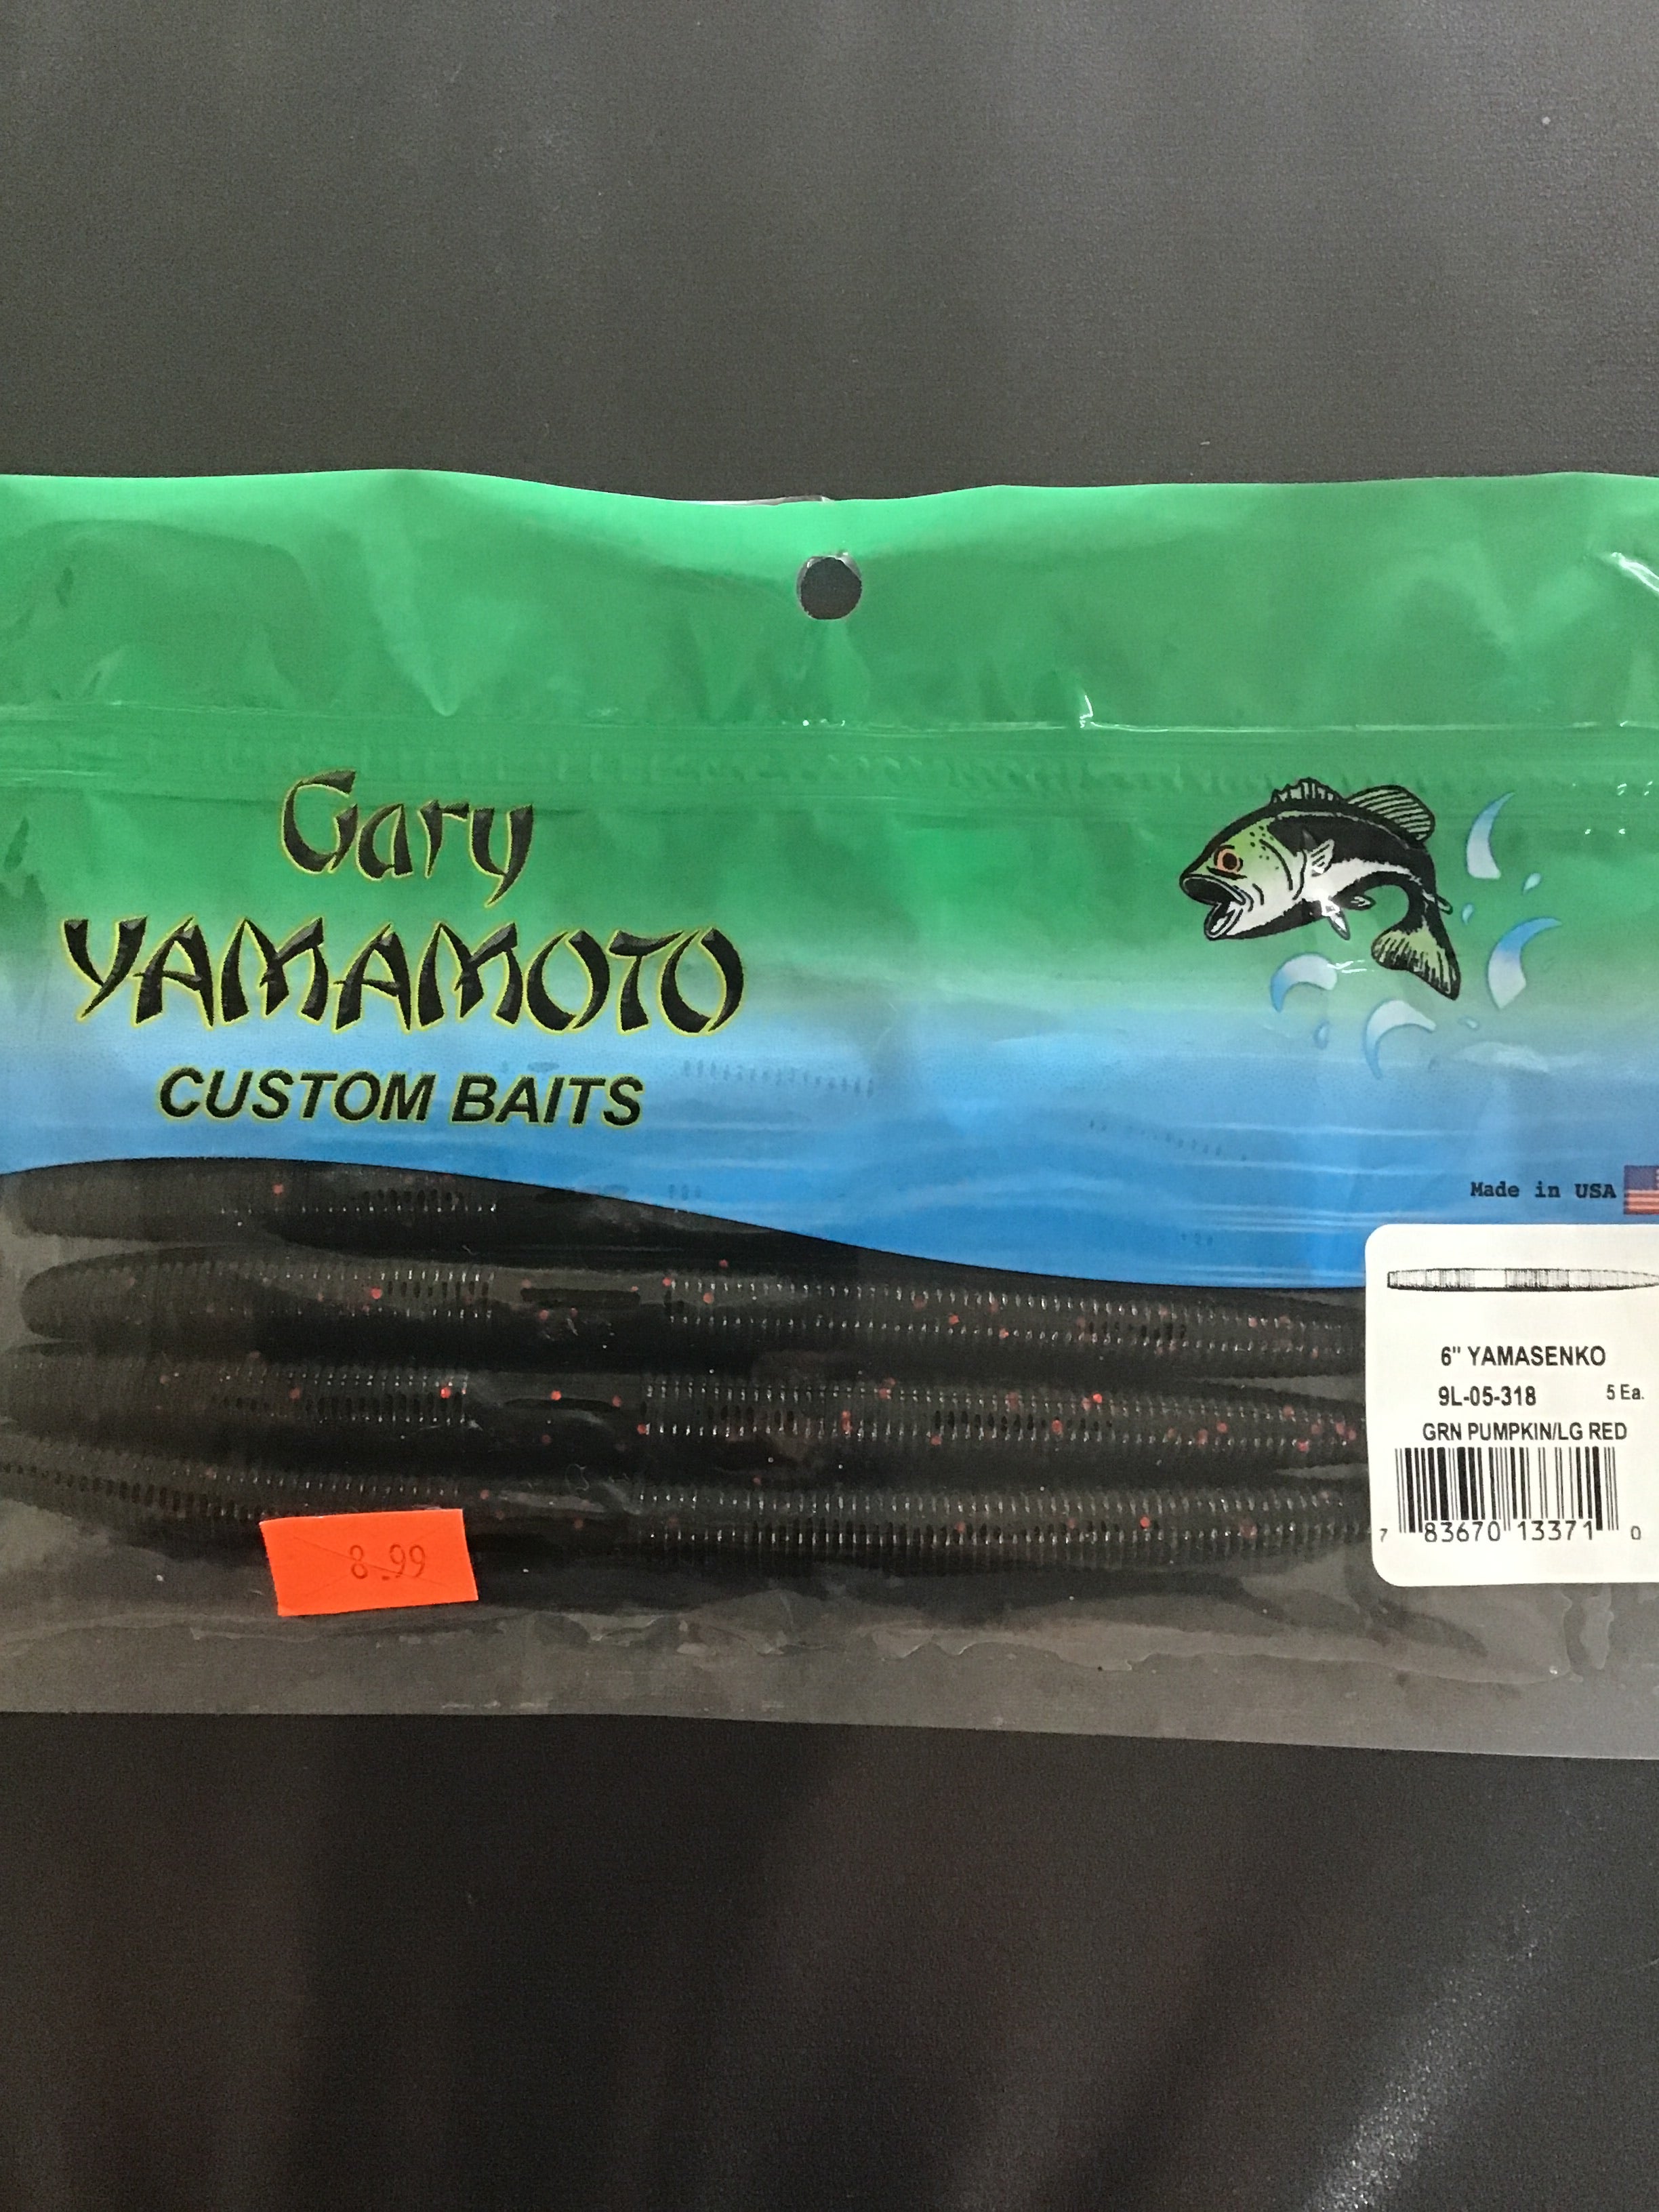 Gary
YAMAMOTO
CUSTOM BAITS
Made in USA
6" YAMASENKO
9L-05-318 5 Ea.
GRN PUMPKIN/LG RED
7 83670 13371 0
8.99